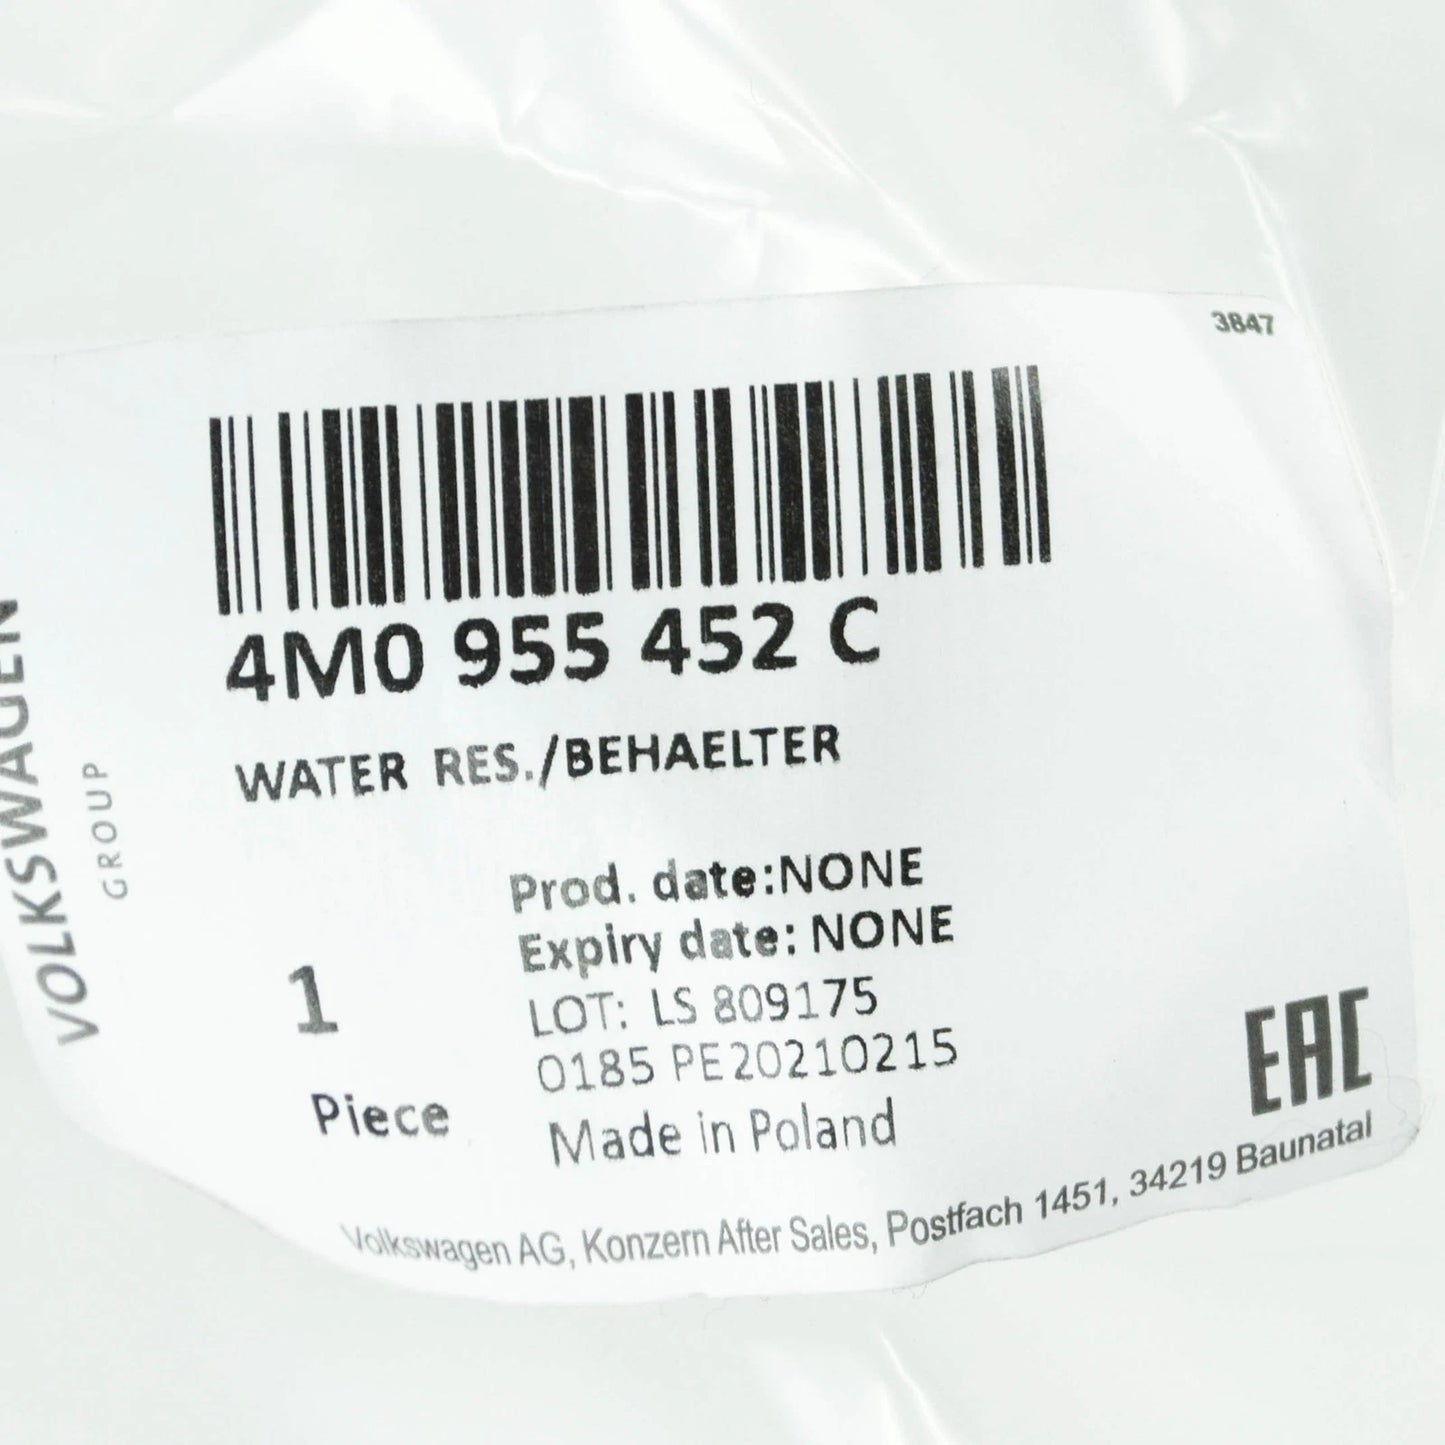 3847
4M0 955 452 C
WATER RES./BEHAELTER
Prod. date:NONE
Expiry date: NONE
LOT: LS 809175
0185 PE20210215
Made in Poland
1
Piece
EAC
Volkswagen AG, Konzern After Sales, Postfach 1451, 34219 Baunatal
VOLKSWAGEN
GROUP